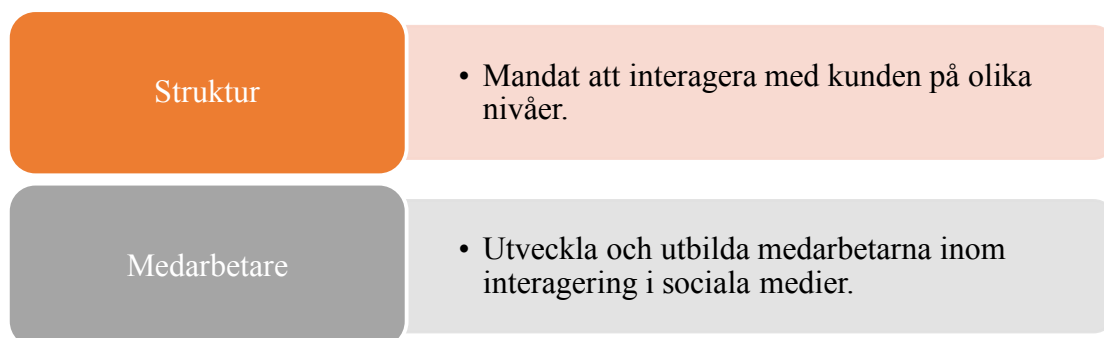 Struktur
• Mandat att interagera med kunden på olika
nivåer.
Medarbetare
• Utveckla och utbilda medarbetarna inom
interagering i sociala medier.